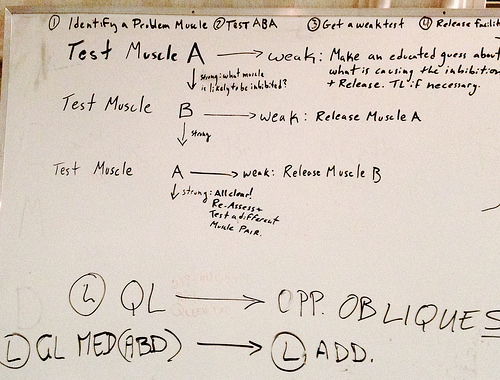 ① Identify a Problem Muscle ② TEST ABA ③ Get a weak test ④ Release facili
Test Muscle A → weak: Make an educated guess about
what is causing the inhibition
+ Release. TL if necessary.
↓ strong: what muscle
is likely to be inhibited?
Test Muscle B → weak: Release Muscle A
↓ strong
Test Muscle A → weak: Release Muscle B
↓ strong: All clear!
Re-Assess +
Test a different
Muscle PAIR.
Ⓛ QL → OPP. OBLIQUES
Ⓛ GL MED (ABD) → Ⓛ ADD.